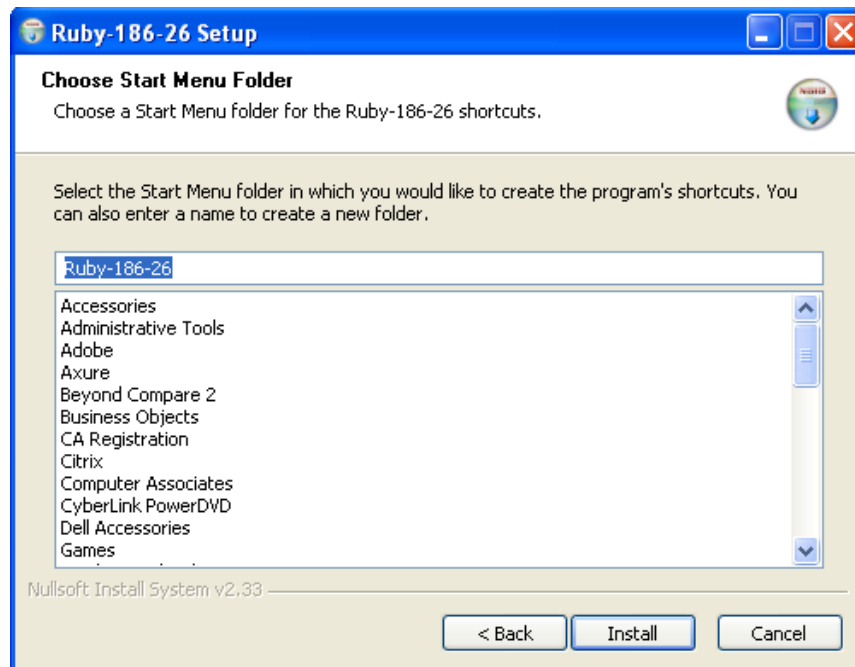 Ruby-186-26 Setup
Choose Start Menu Folder
Choose a Start Menu folder for the Ruby-186-26 shortcuts.
Select the Start Menu folder in which you would like to create the program's shortcuts. You
can also enter a name to create a new folder.
Ruby-186-26
Accessories
Administrative Tools
Adobe
Axure
Beyond Compare 2
Business Objects
CA Registration
Citrix
Computer Associates
CyberLink PowerDVD
Dell Accessories
Games
Nullsoft Install System v2.33
< Back
Install
Cancel